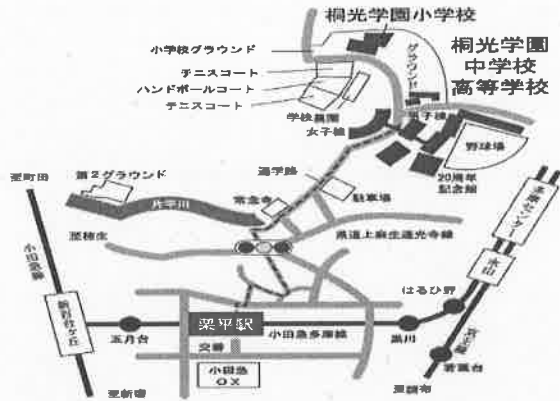 桐光学園小学校
小学校グラウンド
テニスコート
ハンドボールコート
テニスコート
グラウンド
桐光学園
中学校
高等学校
学校農園
女子棟
男子棟
野球場
20周年
記念館
通学路
駐車場
至町田
第2グラウンド
片平川
常念寺
多摩センター
永山
至柿生
県道上麻生連光寺線
小田急線
新百合ヶ丘
はるひ野
京王線
五月台
栗平駅
小田急多摩線
黒川
若葉台
交番
小田急
OX
至新宿
至調布